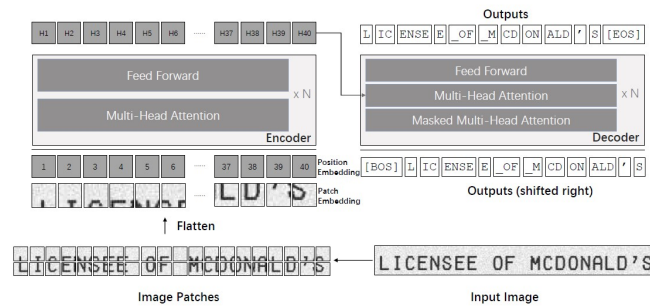 Outputs
H1 H2 H3 H4 H5 H6 ...... H37 H38 H39 H40
L IC ENSE E _OF _M CD ON ALD ' S [EOS]
Feed Forward
Multi-Head Attention
x N
Encoder
Feed Forward
Multi-Head Attention
Masked Multi-Head Attention
x N
Decoder
1 2 3 4 5 6 ...... 37 38 39 40
Position Embedding
[BOS] L IC ENSE E _OF _M CD ON ALD ' S
LICENSE ...... LD'S
Patch Embedding
Outputs (shifted right)
Flatten
LICENSEE OF MCDONALD'S
LICENSEE OF MCDONALD'S
Image Patches
Input Image